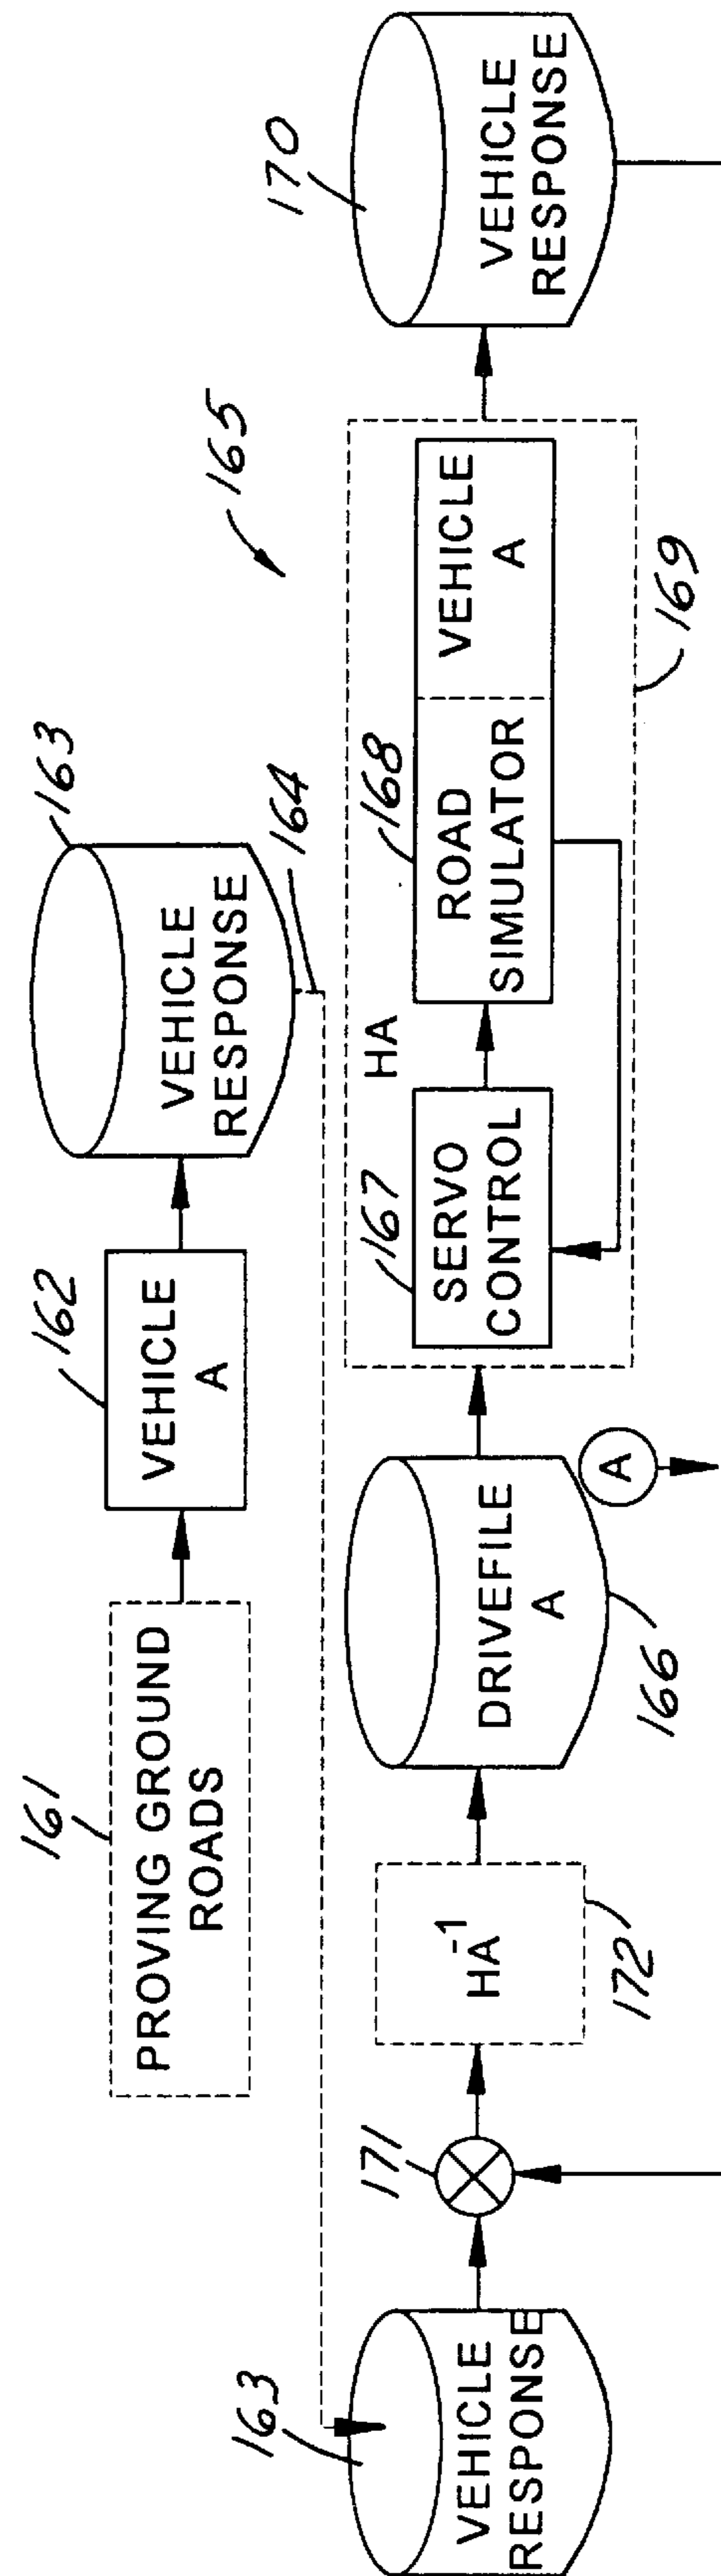 161
PROVING GROUND
ROADS
162
VEHICLE
A
163
VEHICLE
RESPONSE
164
165
163
VEHICLE
RESPONSE
171
HA⁻¹
172
DRIVEFILE
A
166
A
167
SERVO
CONTROL
HA
168
ROAD
SIMULATOR
VEHICLE
A
169
170
VEHICLE
RESPONSE